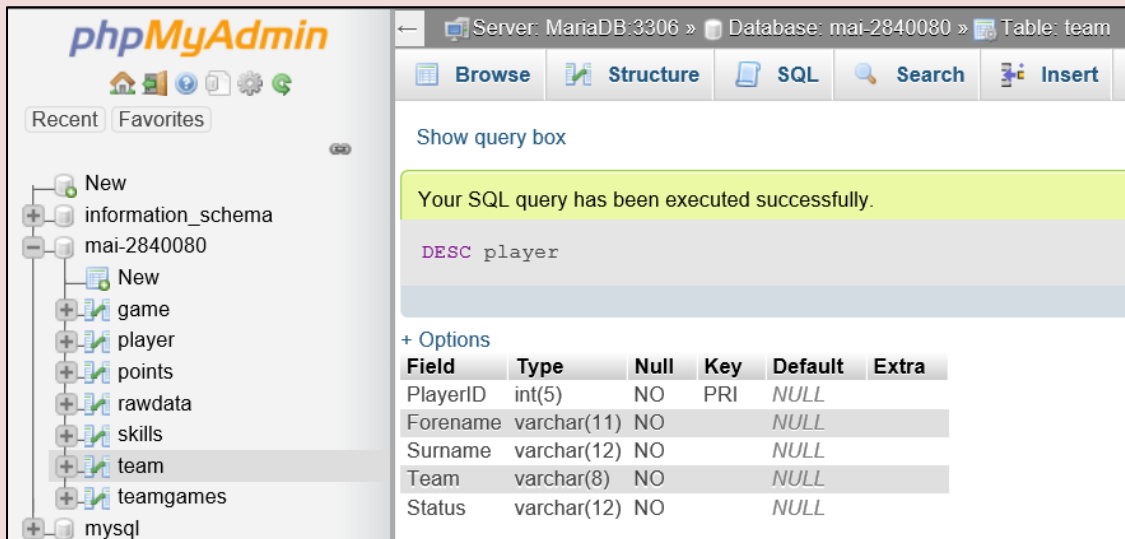 phpMyAdmin
Recent Favorites
New
information_schema
mai-2840080
New
game
player
points
rawdata
skills
team
teamgames
mysql
← Server: MariaDB:3306 » Database: mai-2840080 » Table: team
Browse Structure SQL Search Insert
Show query box
Your SQL query has been executed successfully.
DESC player
+ Options
Field Type Null Key Default Extra
PlayerID int(5) NO PRI NULL
Forename varchar(11) NO NULL
Surname varchar(12) NO NULL
Team varchar(8) NO NULL
Status varchar(12) NO NULL